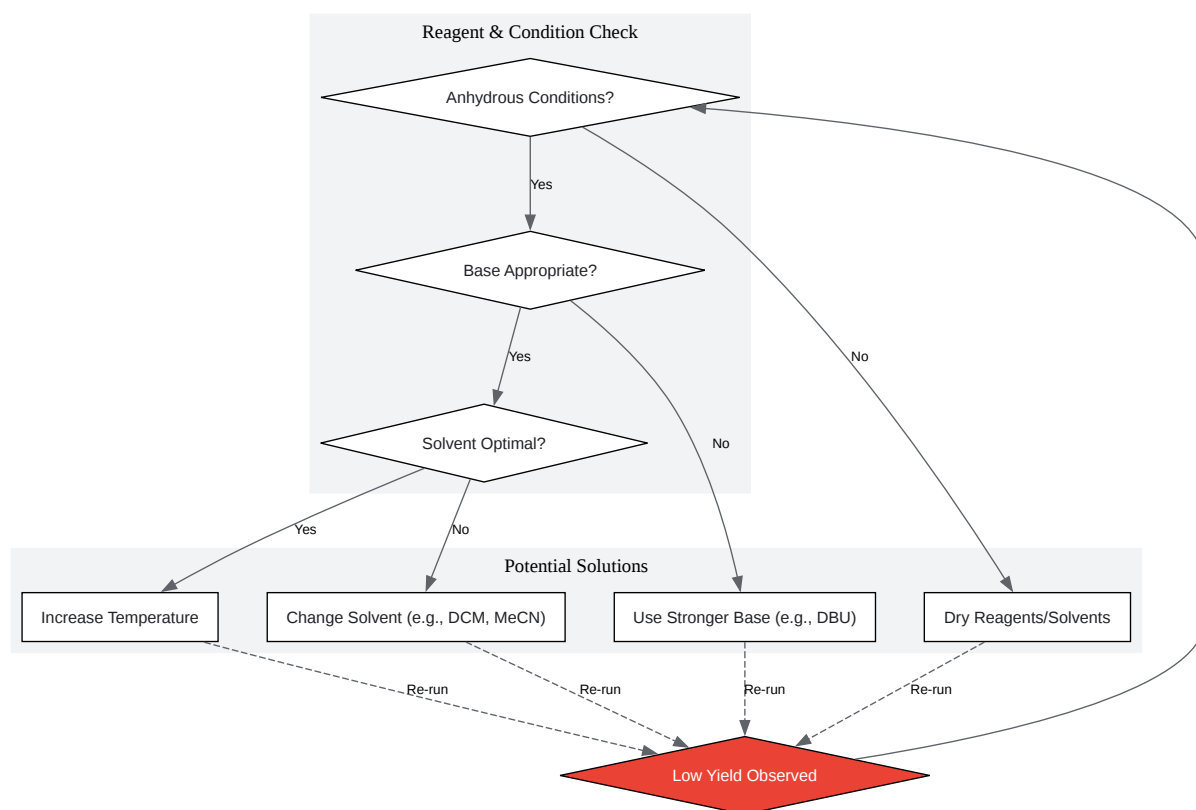 Reagent & Condition Check
Anhydrous Conditions?
Yes
Base Appropriate?
Yes
No
Solvent Optimal?
No
Yes
No
Potential Solutions
Increase Temperature
Change Solvent (e.g., DCM, MeCN)
Use Stronger Base (e.g., DBU)
Dry Reagents/Solvents
Re-run
Re-run
Re-run
Re-run
Low Yield Observed